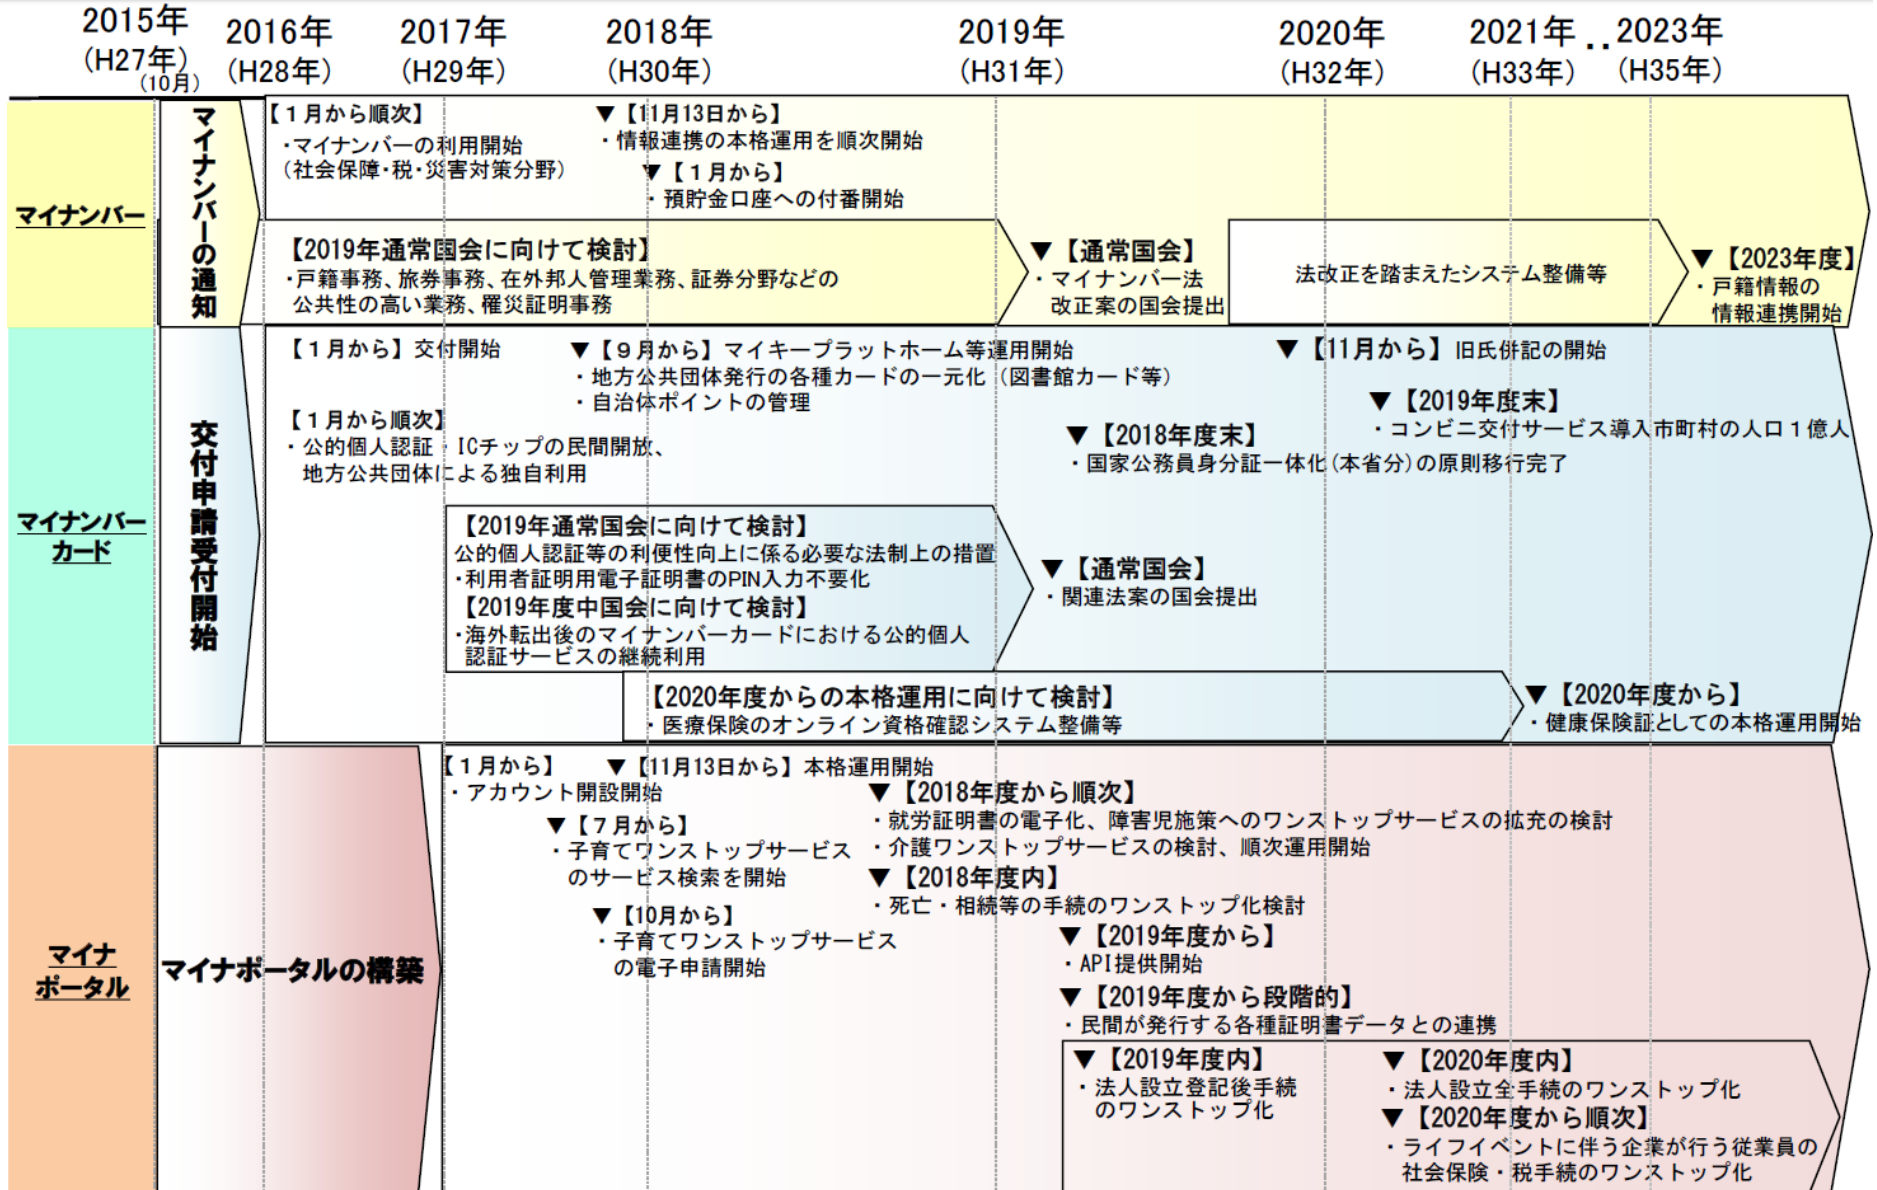 2015年
(H27年)
(10月)
2016年
(H28年)
2017年
(H29年)
2018年
(H30年)
2019年
(H31年)
2020年
(H32年)
2021年
(H33年)
‥
2023年
(H35年)
マイナンバー
マイナンバーの通知
【１月から順次】
・マイナンバーの利用開始
（社会保障・税・災害対策分野）
▼【11月13日から】
・情報連携の本格運用を順次開始
▼【１月から】
・預貯金口座への付番開始
【2019年通常国会に向けて検討】
・戸籍事務、旅券事務、在外邦人管理業務、証券分野などの
公共性の高い業務、罹災証明事務
▼【通常国会】
・マイナンバー法
改正案の国会提出
法改正を踏まえたシステム整備等
▼【2023年度】
・戸籍情報の
情報連携開始
マイナンバー
カード
交付申請受付開始
【１月から】交付開始
【１月から順次】
・公的個人認証・ICチップの民間開放、
地方公共団体による独自利用
▼【９月から】マイキープラットホーム等運用開始
・地方公共団体発行の各種カードの一元化（図書館カード等）
・自治体ポイントの管理
▼【11月から】旧氏併記の開始
▼【2019年度末】
・コンビニ交付サービス導入市町村の人口１億人
▼【2018年度末】
・国家公務員身分証一体化(本省分)の原則移行完了
【2019年通常国会に向けて検討】
公的個人認証等の利便性向上に係る必要な法制上の措置
・利用者証明用電子証明書のPIN入力不要化
【2019年度中国会に向けて検討】
・海外転出後のマイナンバーカードにおける公的個人
認証サービスの継続利用
▼【通常国会】
・関連法案の国会提出
【2020年度からの本格運用に向けて検討】
・医療保険のオンライン資格確認システム整備等
▼【2020年度から】
・健康保険証としての本格運用開始
マイナ
ポータル
マイナポータルの構築
【１月から】
・アカウント開設開始
▼【11月13日から】本格運用開始
▼【７月から】
・子育てワンストップサービス
のサービス検索を開始
▼【10月から】
・子育てワンストップサービス
の電子申請開始
▼【2018年度から順次】
・就労証明書の電子化、障害児施策へのワンストップサービスの拡充の検討
・介護ワンストップサービスの検討、順次運用開始
▼【2018年度内】
・死亡・相続等の手続のワンストップ化検討
▼【2019年度から】
・API提供開始
▼【2019年度から段階的】
・民間が発行する各種証明書データとの連携
▼【2019年度内】
・法人設立登記後手続
のワンストップ化
▼【2020年度内】
・法人設立全手続のワンストップ化
▼【2020年度から順次】
・ライフイベントに伴う企業が行う従業員の
社会保険・税手続のワンストップ化